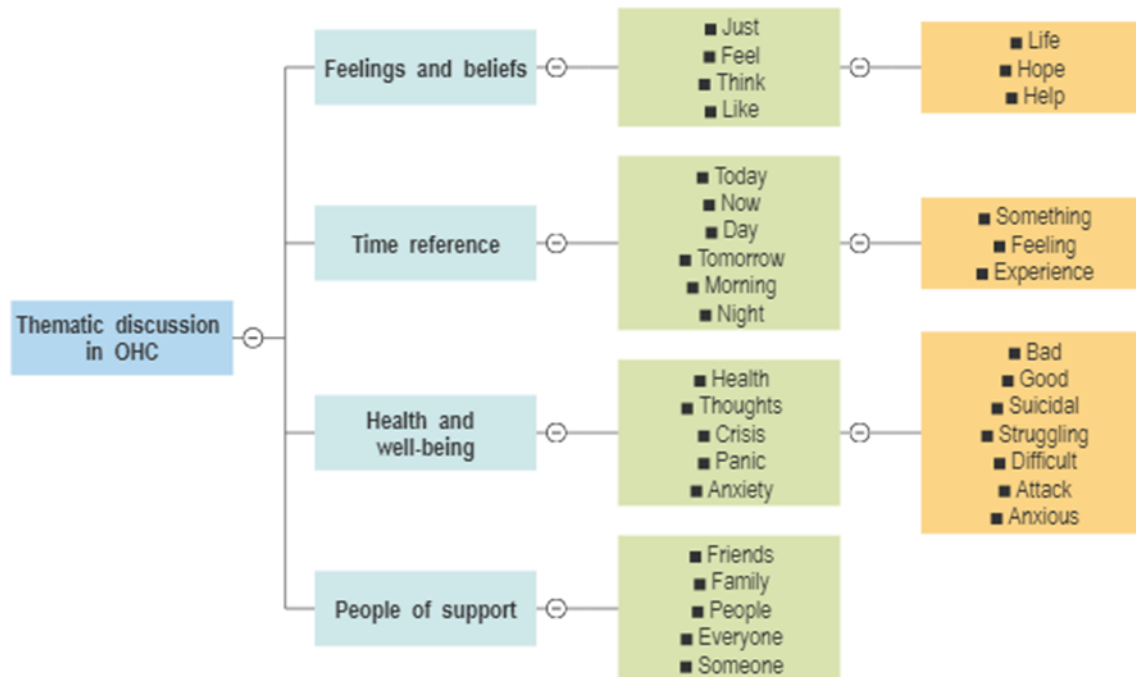 Thematic discussion
in OHC
Feelings and beliefs
■ Just
■ Feel
■ Think
■ Like
■ Life
■ Hope
■ Help
Time reference
■ Today
■ Now
■ Day
■ Tomorrow
■ Morning
■ Night
■ Something
■ Feeling
■ Experience
Health and
well-being
■ Health
■ Thoughts
■ Crisis
■ Panic
■ Anxiety
■ Bad
■ Good
■ Suicidal
■ Struggling
■ Difficult
■ Attack
■ Anxious
People of support
■ Friends
■ Family
■ People
■ Everyone
■ Someone